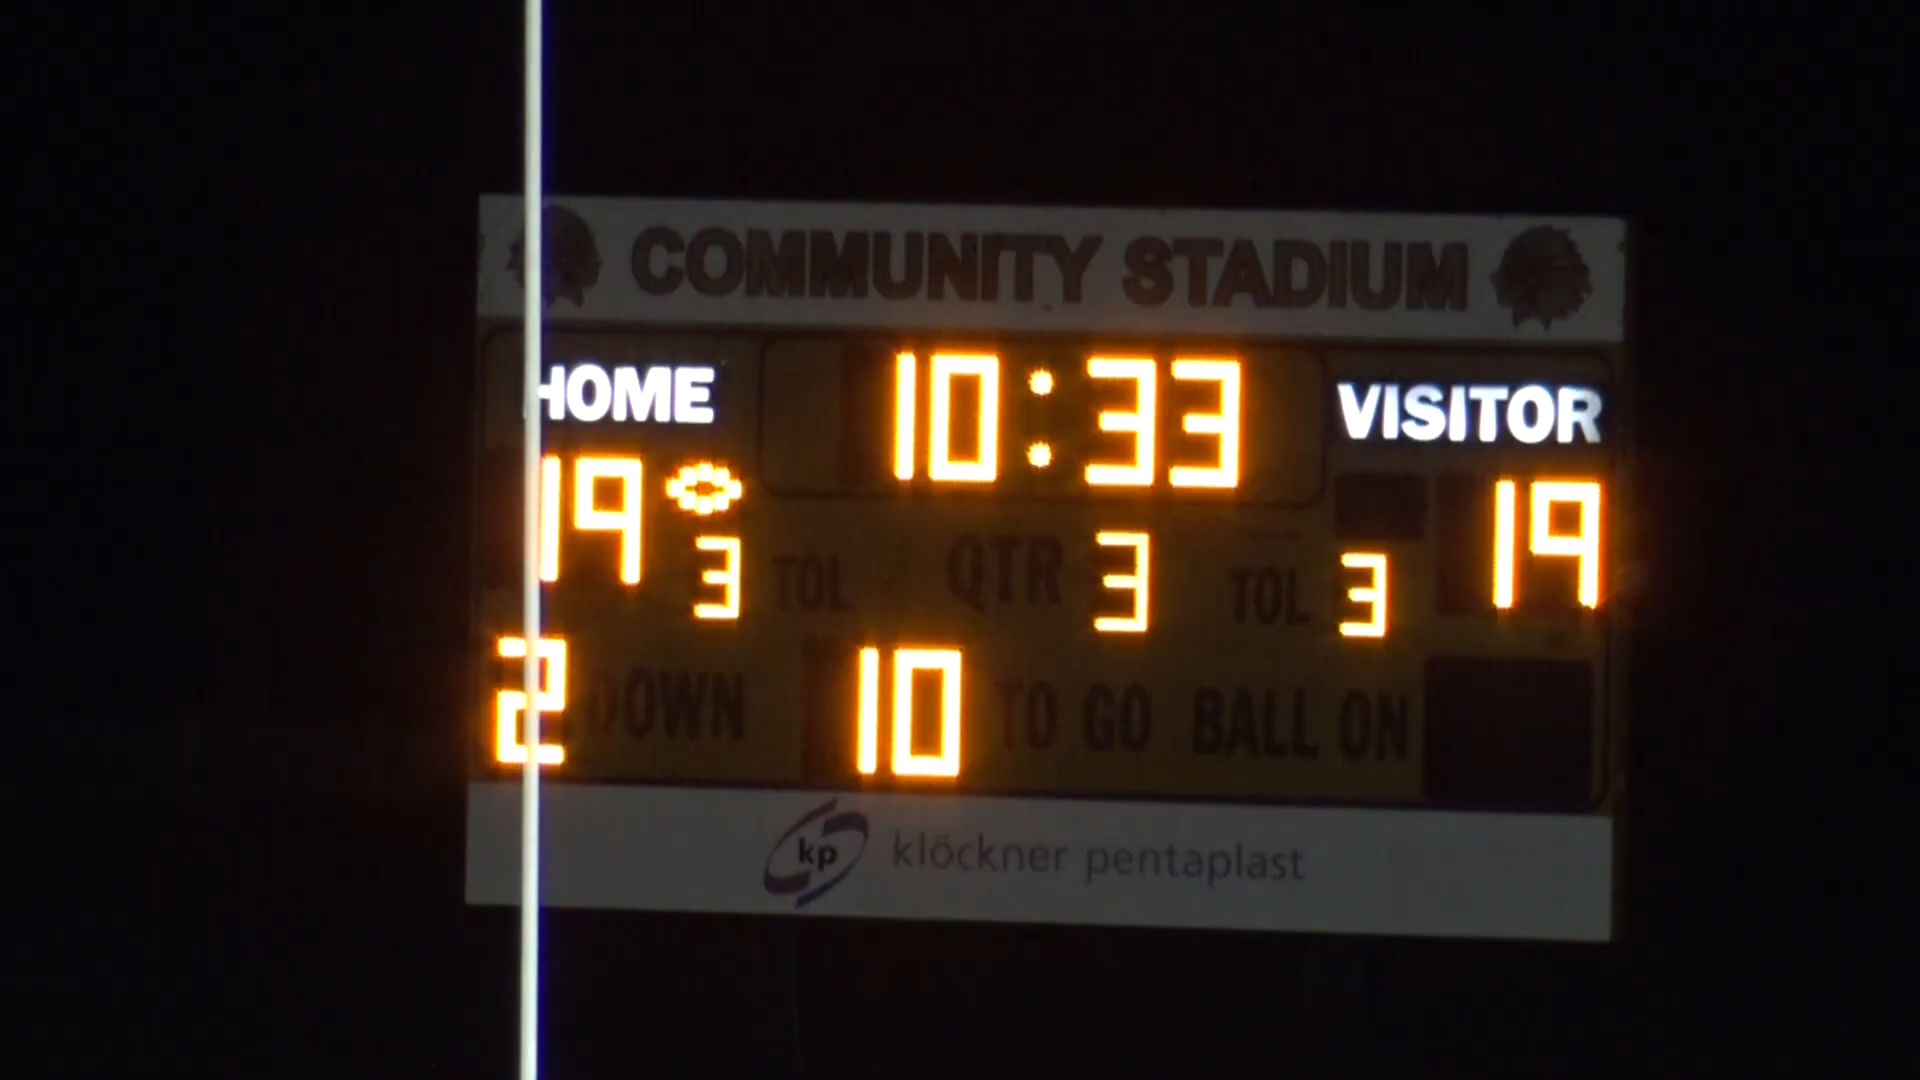 COMMUNITY STADIUM
HOME 10:33 VISITOR
19 19
3 TOL QTR 3 TOL 3
2 DOWN 10 TO GO BALL ON
kp klöckner pentaplast